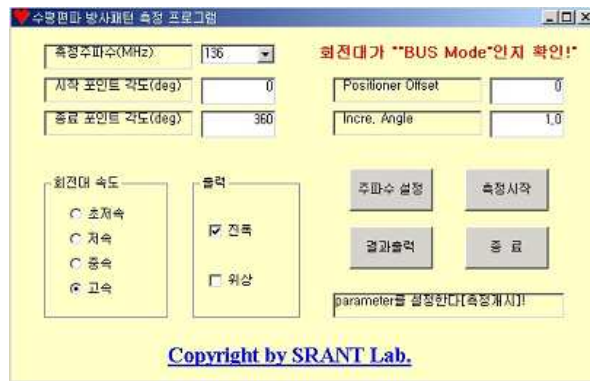 수평편파 방사패턴 측정 프로그램
측정주파수(MHz) 136
회전대가 ""BUS Mode"인지 확인!"
시작 포인트 각도(deg) 0
Positioner Offset 0
종료 포인트 각도(deg) 360
Incre. Angle 1.0
회전대 속도
초저속
저속
중속
고속
출력
진폭
위상
주파수 설정
측정시작
결과출력
종 료
parameter를 설정한다[측정개시]!
Copyright by SRANT Lab.